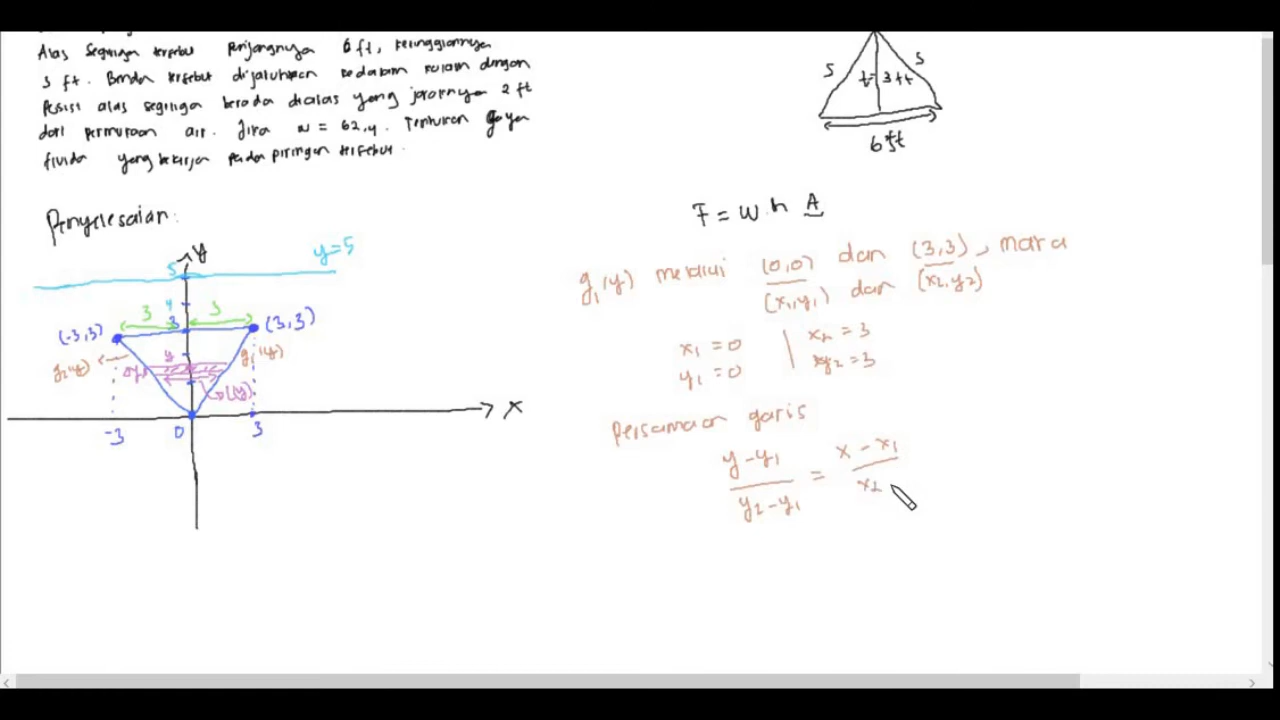 Alas segitiga tersebut panjangnya 6 ft, ketinggiannya
3 ft. Benda tersebut dijatuhkan kedalam kolam dengan
Posisi alas segitiga berada diatas yang jaraknya 2 ft
dari permukaan air. Jika w = 62,4. Tentukan gaya
fluida yang bekerja pada piringan tersebut.
5
5
t=
3 ft
6 ft
Penyelesaian:
F = w h A
g₁(y) melalui (0,0) dan (3,3), maka
(x₁,y₁) dan (x₂,y₂)
x₁ = 0
x₂ = 3
y₁ = 0
y₂ = 3
Persamaan garis
y - y₁
y₂ - y₁
=
x - x₁
x₂
y
y=5
5
4
3
3
3
(-3,3)
(3,3)
g₂(y)
g₁(y)
y
Δy
L(y)
x
-3
0
3